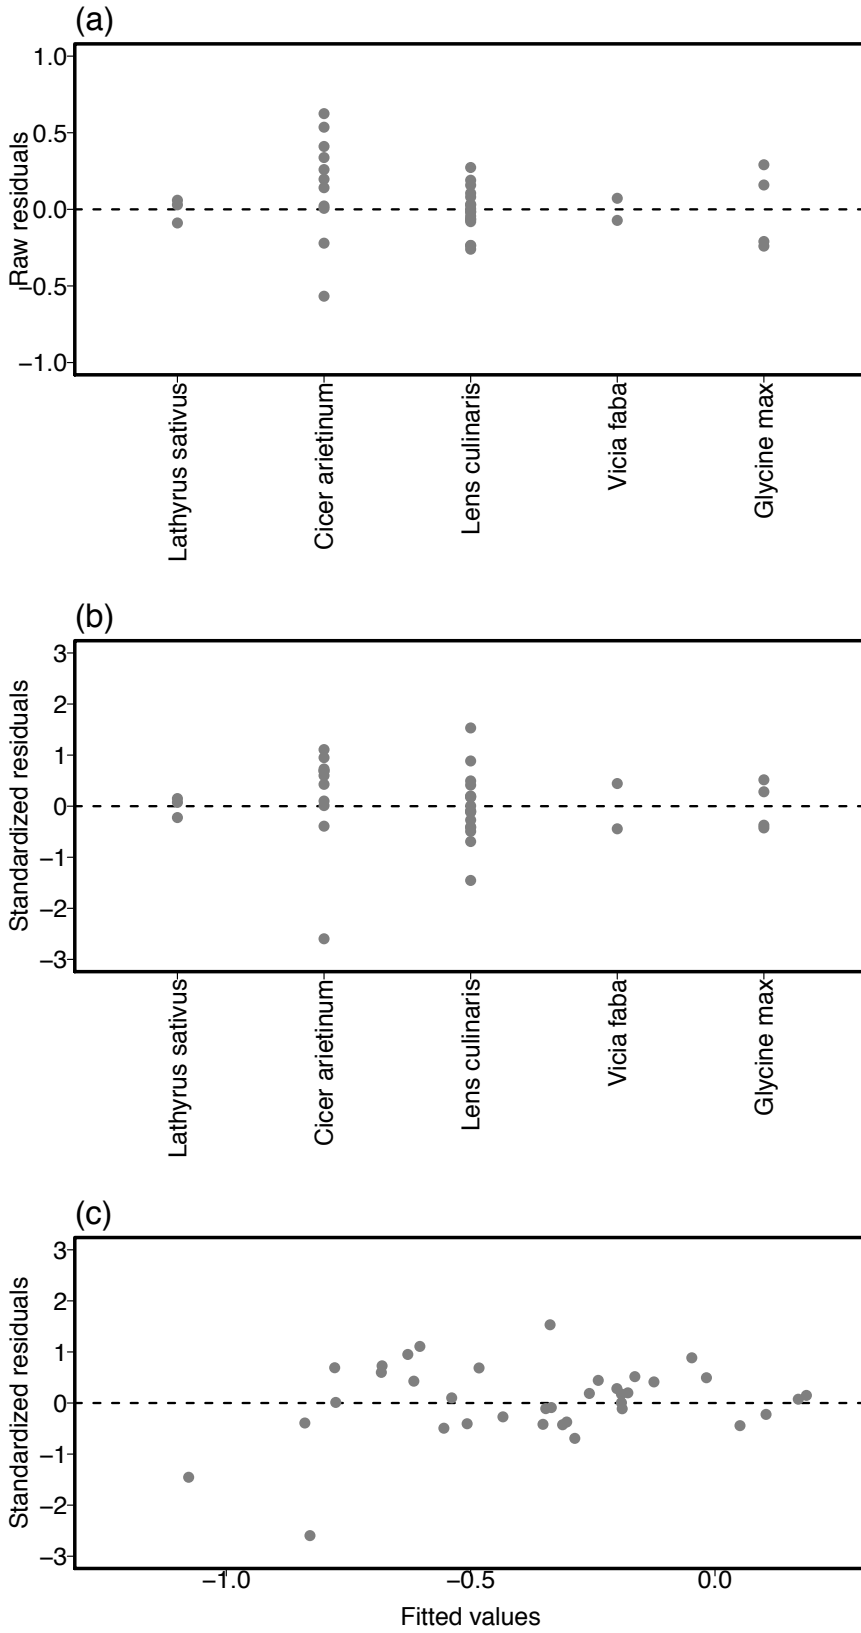 (a)
Raw residuals
1.0
0.5
0.0
−0.5
−1.0
Lathyrus sativus
Cicer arietinum
Lens culinaris
Vicia faba
Glycine max
(b)
Standardized residuals
3
2
1
0
−1
−2
−3
Lathyrus sativus
Cicer arietinum
Lens culinaris
Vicia faba
Glycine max
(c)
Standardized residuals
3
2
1
0
−1
−2
−3
−1.0
−0.5
0.0
Fitted values